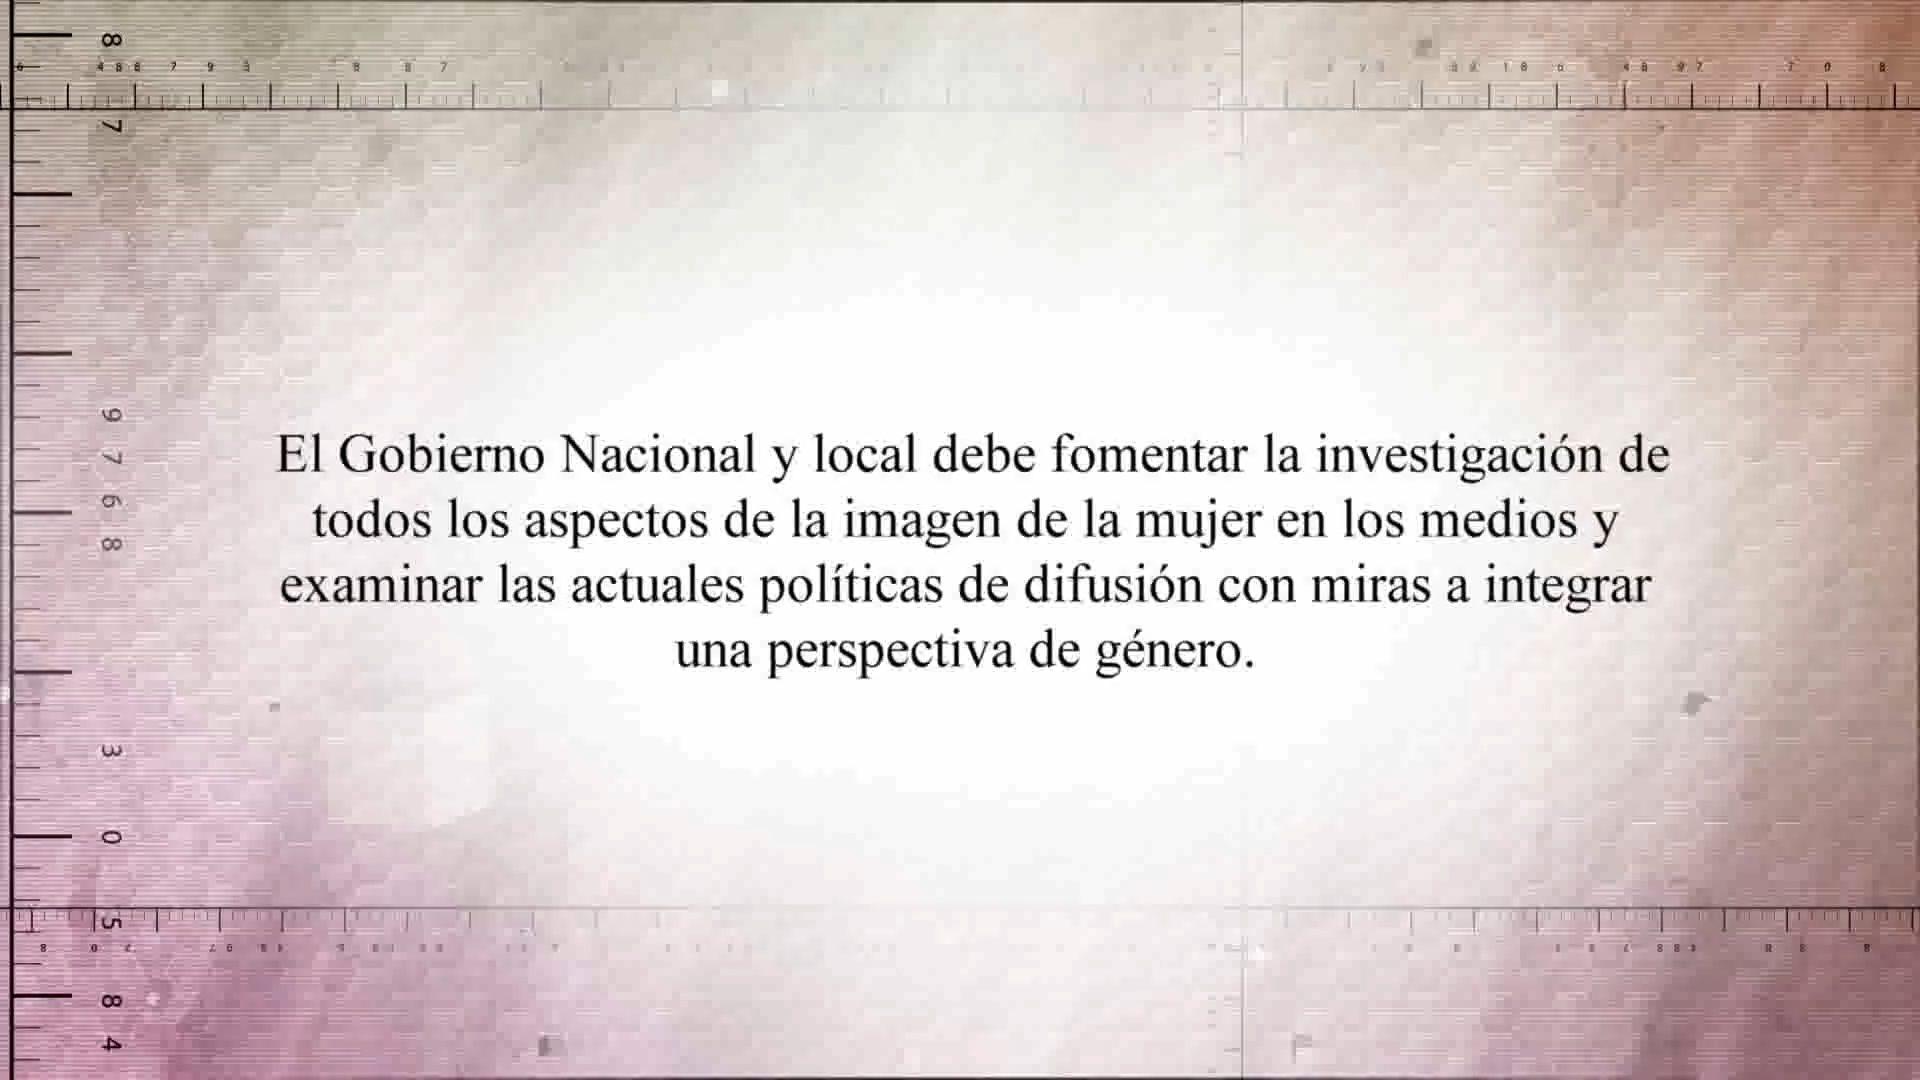 El Gobierno Nacional y local debe fomentar la investigación de
todos los aspectos de la imagen de la mujer en los medios y
examinar las actuales políticas de difusión con miras a integrar
una perspectiva de género.